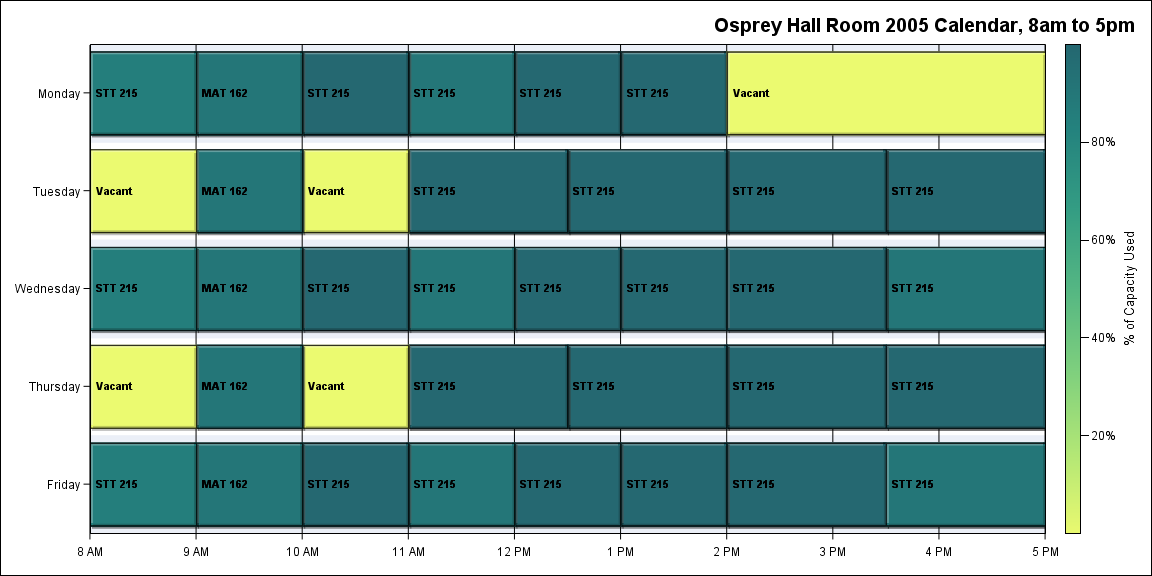 Osprey Hall Room 2005 Calendar, 8am to 5pm
Monday STT 215 MAT 162 STT 215 STT 215 STT 215 STT 215 Vacant
80%
Tuesday Vacant MAT 162 Vacant STT 215 STT 215 STT 215 STT 215
60%
Wednesday STT 215 MAT 162 STT 215 STT 215 STT 215 STT 215 STT 215 STT 215
% of Capacity Used
40%
Thursday Vacant MAT 162 Vacant STT 215 STT 215 STT 215 STT 215
20%
Friday STT 215 MAT 162 STT 215 STT 215 STT 215 STT 215 STT 215 STT 215
8 AM 9 AM 10 AM 11 AM 12 PM 1 PM 2 PM 3 PM 4 PM 5 PM